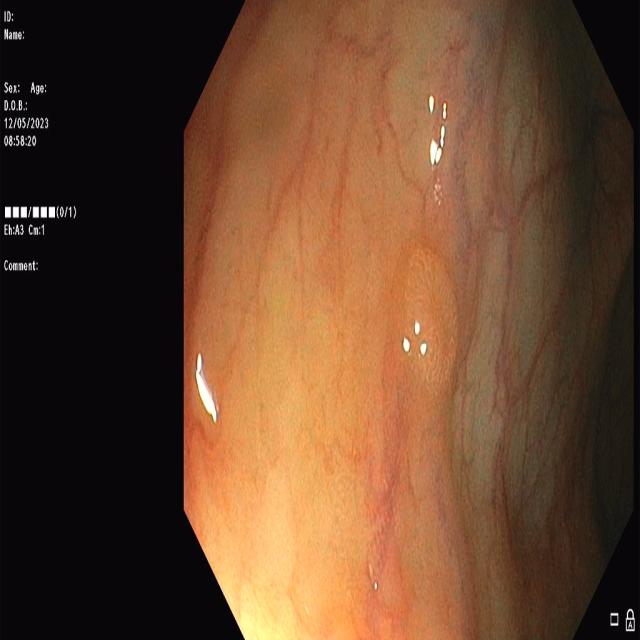 ID:
Name:
Sex: Age:
D.O.B.:
12/05/2023
08:58:20
■■■/■■■(0/1)
Eh:A3 Cm:1
Comment:
A